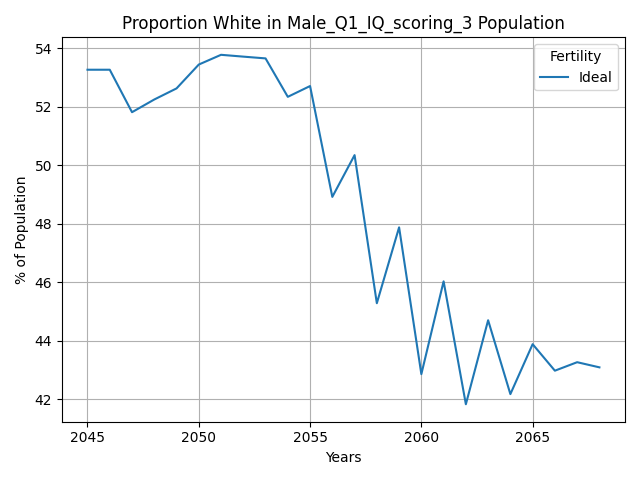 Proportion White in Male_Q1_IQ_scoring_3 Population
Fertility
Ideal
% of Population
54
52
50
48
46
44
42
2045
2050
2055
2060
2065
Years